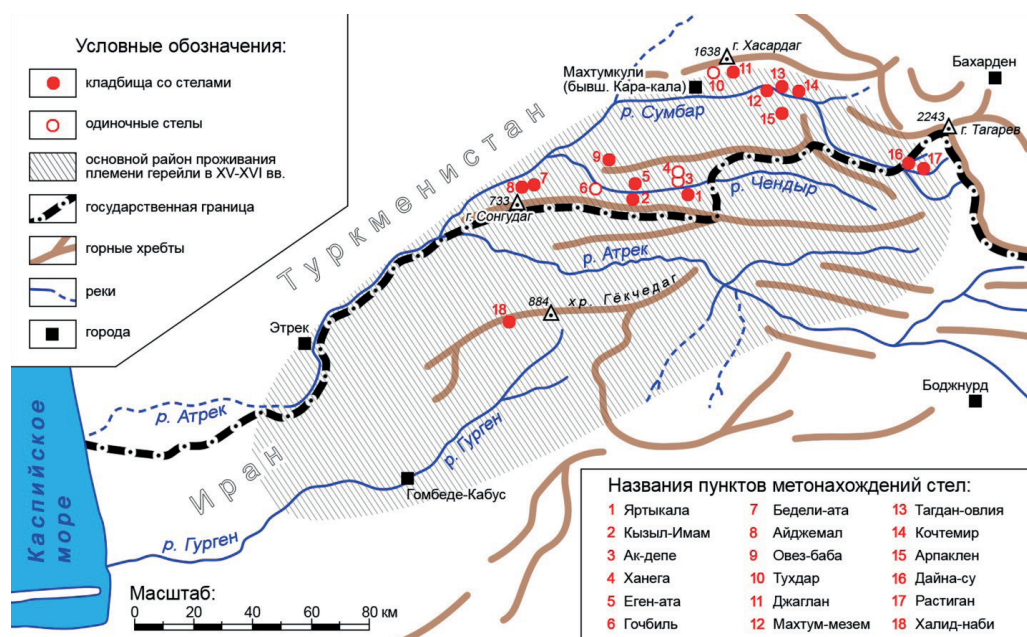 Условные обозначения:
кладбища со стелами
одиночные стелы
основной район проживания
племени герейли в XV-XVI вв.
государственная граница
горные хребты
реки
города
1638
г. Хасардаг
Махтумкули
(бывш. Кара-кала)
10
11
13
12
14
15
Бахарден
2243
г. Тагарев
р. Сумбар
16
17
9
4
3
8
7
6
5
2
1
р. Чендыр
733
г. Сонгудаг
Туркменистан
р. Атрек
хр. Гёкчедаг
884
18
Этрек
р. Атрек
Боджнурд
Иран
р. Гурген
Гомбеде-Кабус
Каспийское
море
р. Гурген
Масштаб:
0 20 40 60 80 км
Названия пунктов метонахождений стел:
1 Яртыкала
2 Кызыл-Имам
3 Ак-депе
4 Ханега
5 Еген-ата
6 Гочбиль
7 Бедели-ата
8 Айджемал
9 Овез-баба
10 Тухдар
11 Джаглан
12 Махтум-мезем
13 Тагдан-овлия
14 Кочтемир
15 Арпаклен
16 Дайна-су
17 Растиган
18 Халид-наби